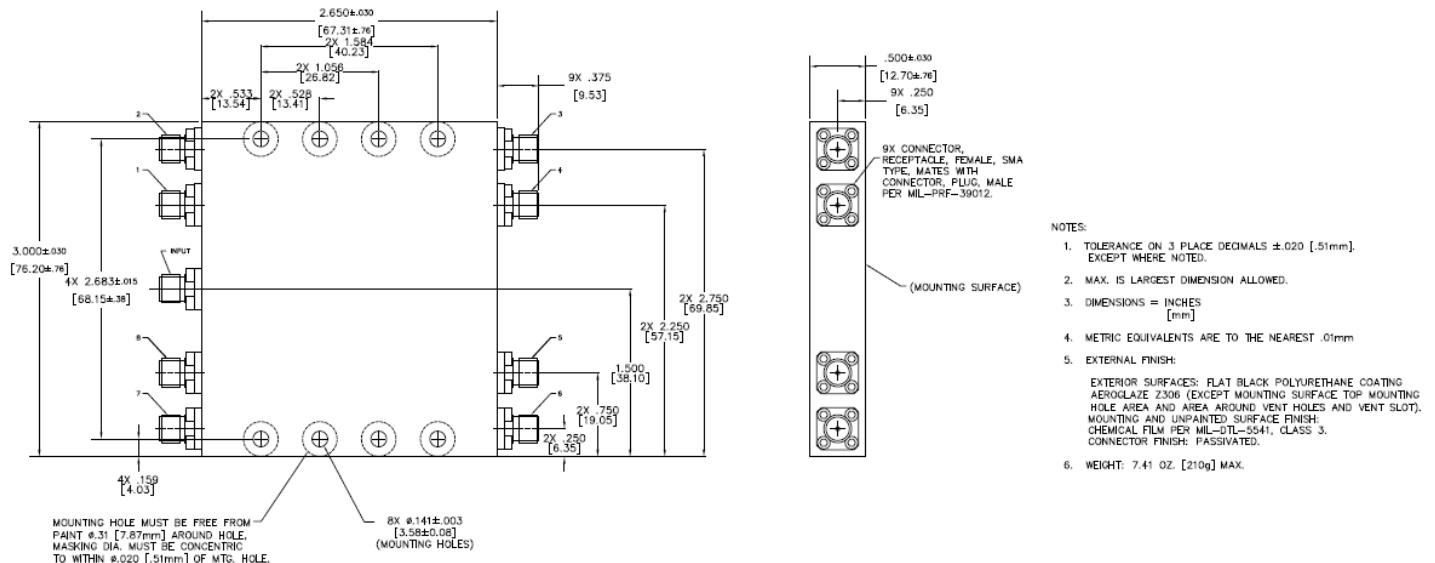 2.650±.030
[67.31±.76]
2X 1.584
[40.23]
2X 1.056
[26.82]
2X .533
[13.54]
2X .528
[13.41]
9X .375
[9.53]
2
3
1
4
INPUT
3.000±.030
[76.20±.76]
4X 2.683±.015
[68.15±.38]
8
5
7
6
2X 2.750
[69.85]
2X 2.250
[57.15]
1.500
[38.10]
2X .750
[19.05]
2X .250
[6.35]
4X .159
[4.03]
MOUNTING HOLE MUST BE FREE FROM
PAINT ø.31 [7.87mm] AROUND HOLE,
MASKING DIA. MUST BE CONCENTRIC
TO WITHIN ø.020 [.51mm] OF MTG. HOLE.
8X ø.141±.003
[3.58±0.08]
(MOUNTING HOLES)
.500±.030
[12.70±.76]
9X .250
[6.35]
9X CONNECTOR,
RECEPTACLE, FEMALE, SMA
TYPE, MATES WITH
CONNECTOR, PLUG, MALE
PER MIL-PRF-39012.
(MOUNTING SURFACE)
NOTES:
1. TOLERANCE ON 3 PLACE DECIMALS ±.020 [.51mm].
EXCEPT WHERE NOTED.
2. MAX. IS LARGEST DIMENSION ALLOWED.
3. DIMENSIONS = INCHES
[mm]
4. METRIC EQUIVALENTS ARE TO THE NEAREST .01mm
5. EXTERNAL FINISH:
EXTERIOR SURFACES: FLAT BLACK POLYURETHANE COATING
AEROGLAZE Z306 (EXCEPT MOUNTING SURFACE TOP MOUNTING
HOLE AREA AND AREA AROUND VENT HOLES AND VENT SLOT).
MOUNTING AND UNPAINTED SURFACE FINISH:
CHEMICAL FILM PER MIL-DTL-5541, CLASS 3.
CONNECTOR FINISH: PASSIVATED.
6. WEIGHT: 7.41 OZ. [210g] MAX.